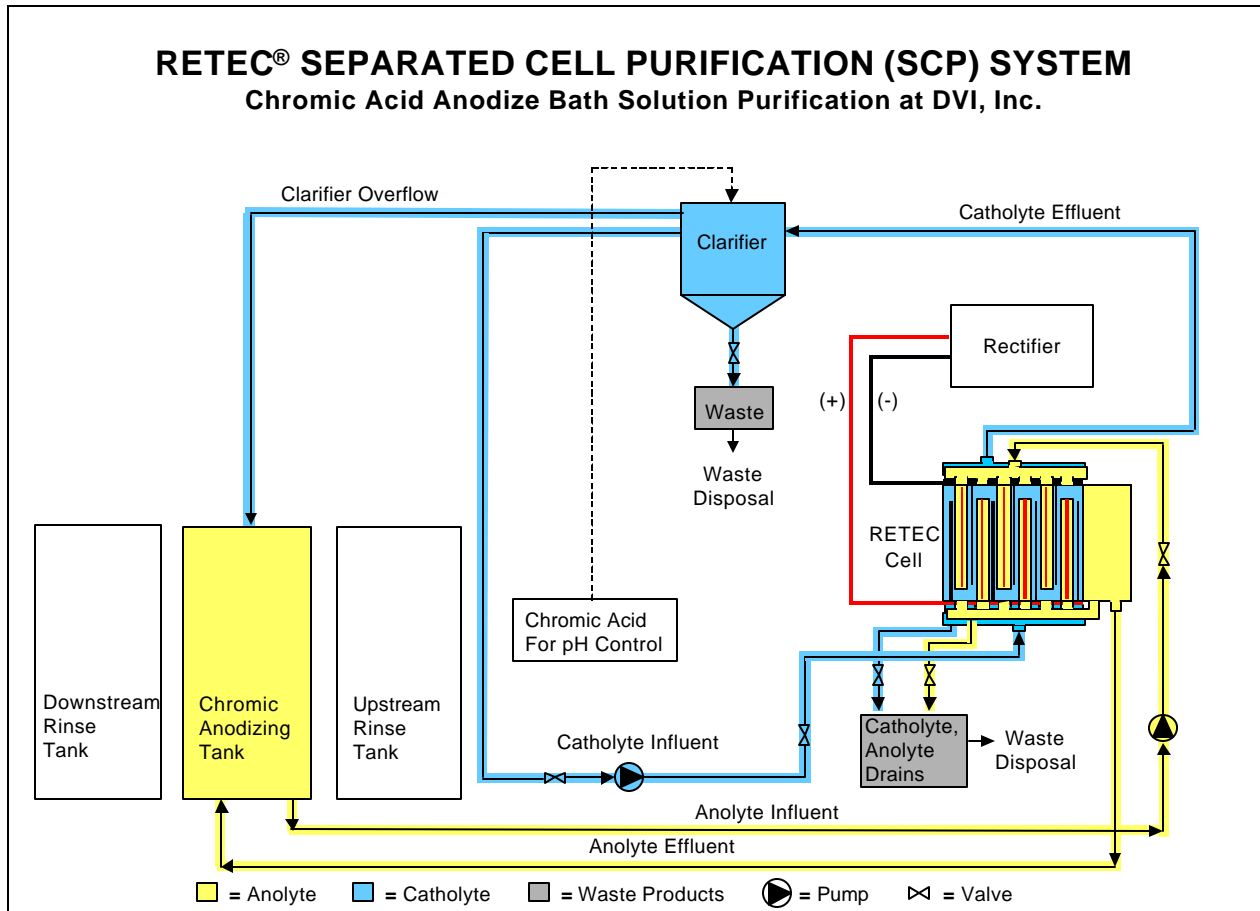 RETEC® SEPARATED CELL PURIFICATION (SCP) SYSTEM
Chromic Acid Anodize Bath Solution Purification at DVI, Inc.
Clarifier Overflow
Catholyte Effluent
Clarifier
Rectifier
(+)
(-)
Waste
Waste
Disposal
RETEC
Cell
Chromic Acid
For pH Control
Downstream
Rinse
Tank
Chromic
Anodizing
Tank
Upstream
Rinse
Tank
Catholyte Influent
Catholyte,
Anolyte
Drains
Waste
Disposal
Anolyte Influent
Anolyte Effluent
= Anolyte
= Catholyte
= Waste Products
= Pump
= Valve